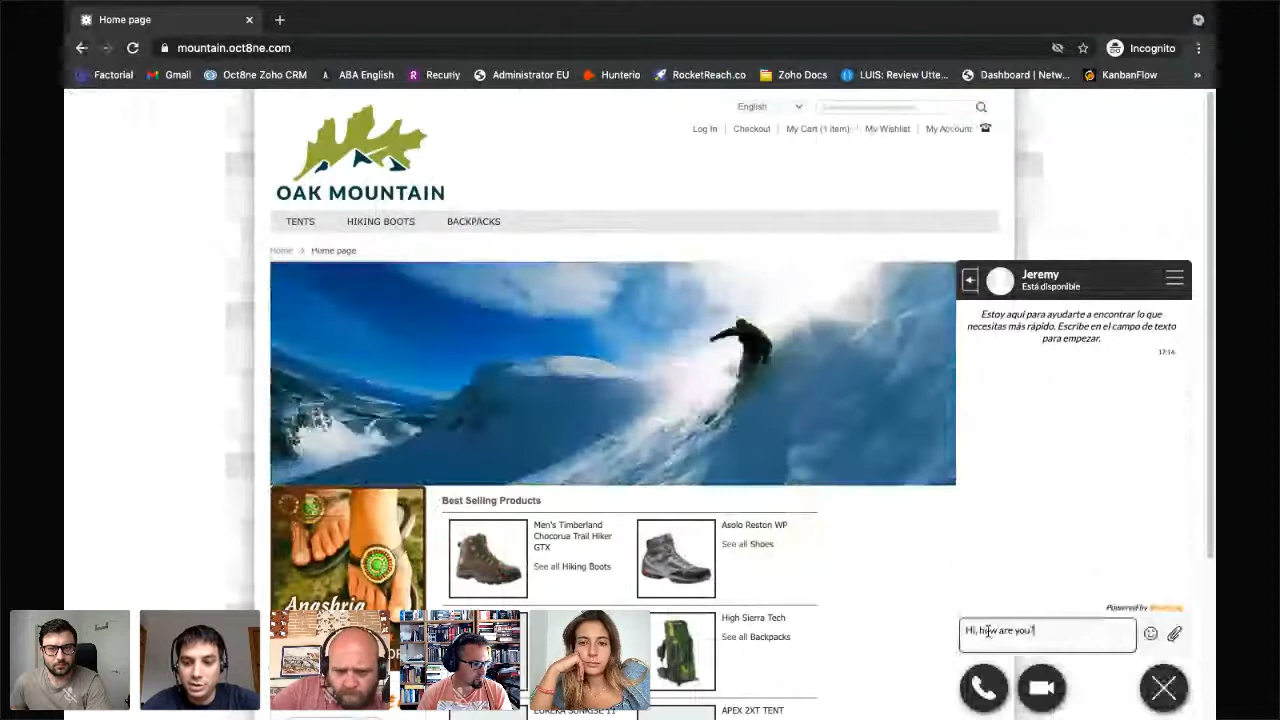 Home page
mountain.oct8ne.com
Incognito
Factorial
Gmail
Oct8ne Zoho CRM
ABA English
Recuriy
Administrator EU
Hunterio
RocketReach.co
Zoho Docs
LUIS: Review Utte...
Dashboard | Netw...
KanbanFlow
»
English
Log In | Checkout | My Cart (1 item) | My Wishlist | My Account
OAK MOUNTAIN
TENTS HIKING BOOTS BACKPACKS
Home > Home page
Jeremy
Está disponible
Estoy aquí para ayudarte a encontrar lo que
necesitas más rápido. Escribe en el campo de texto
para empezar.
Best Selling Products
Men's Timberland
Chocorua Trail Hiker
GTX
See all Hiking Boots
Asolo Reston WP
See all Shoes
Anashria
High Sierra Tech
See all Backpacks
APEX 2XT TENT
Powered by
Hi, how are you?